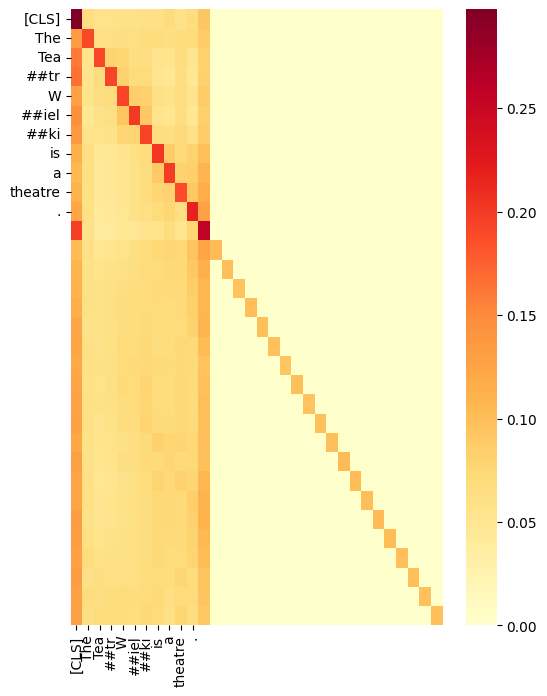 [CLS]
The
Tea
##tr
W
##iel
##ki
is
a
theatre
.
0.25
0.20
0.15
0.10
0.05
0.00
[CLS]
The
Tea
##tr
W
##iel
##ki
is
a
theatre
.